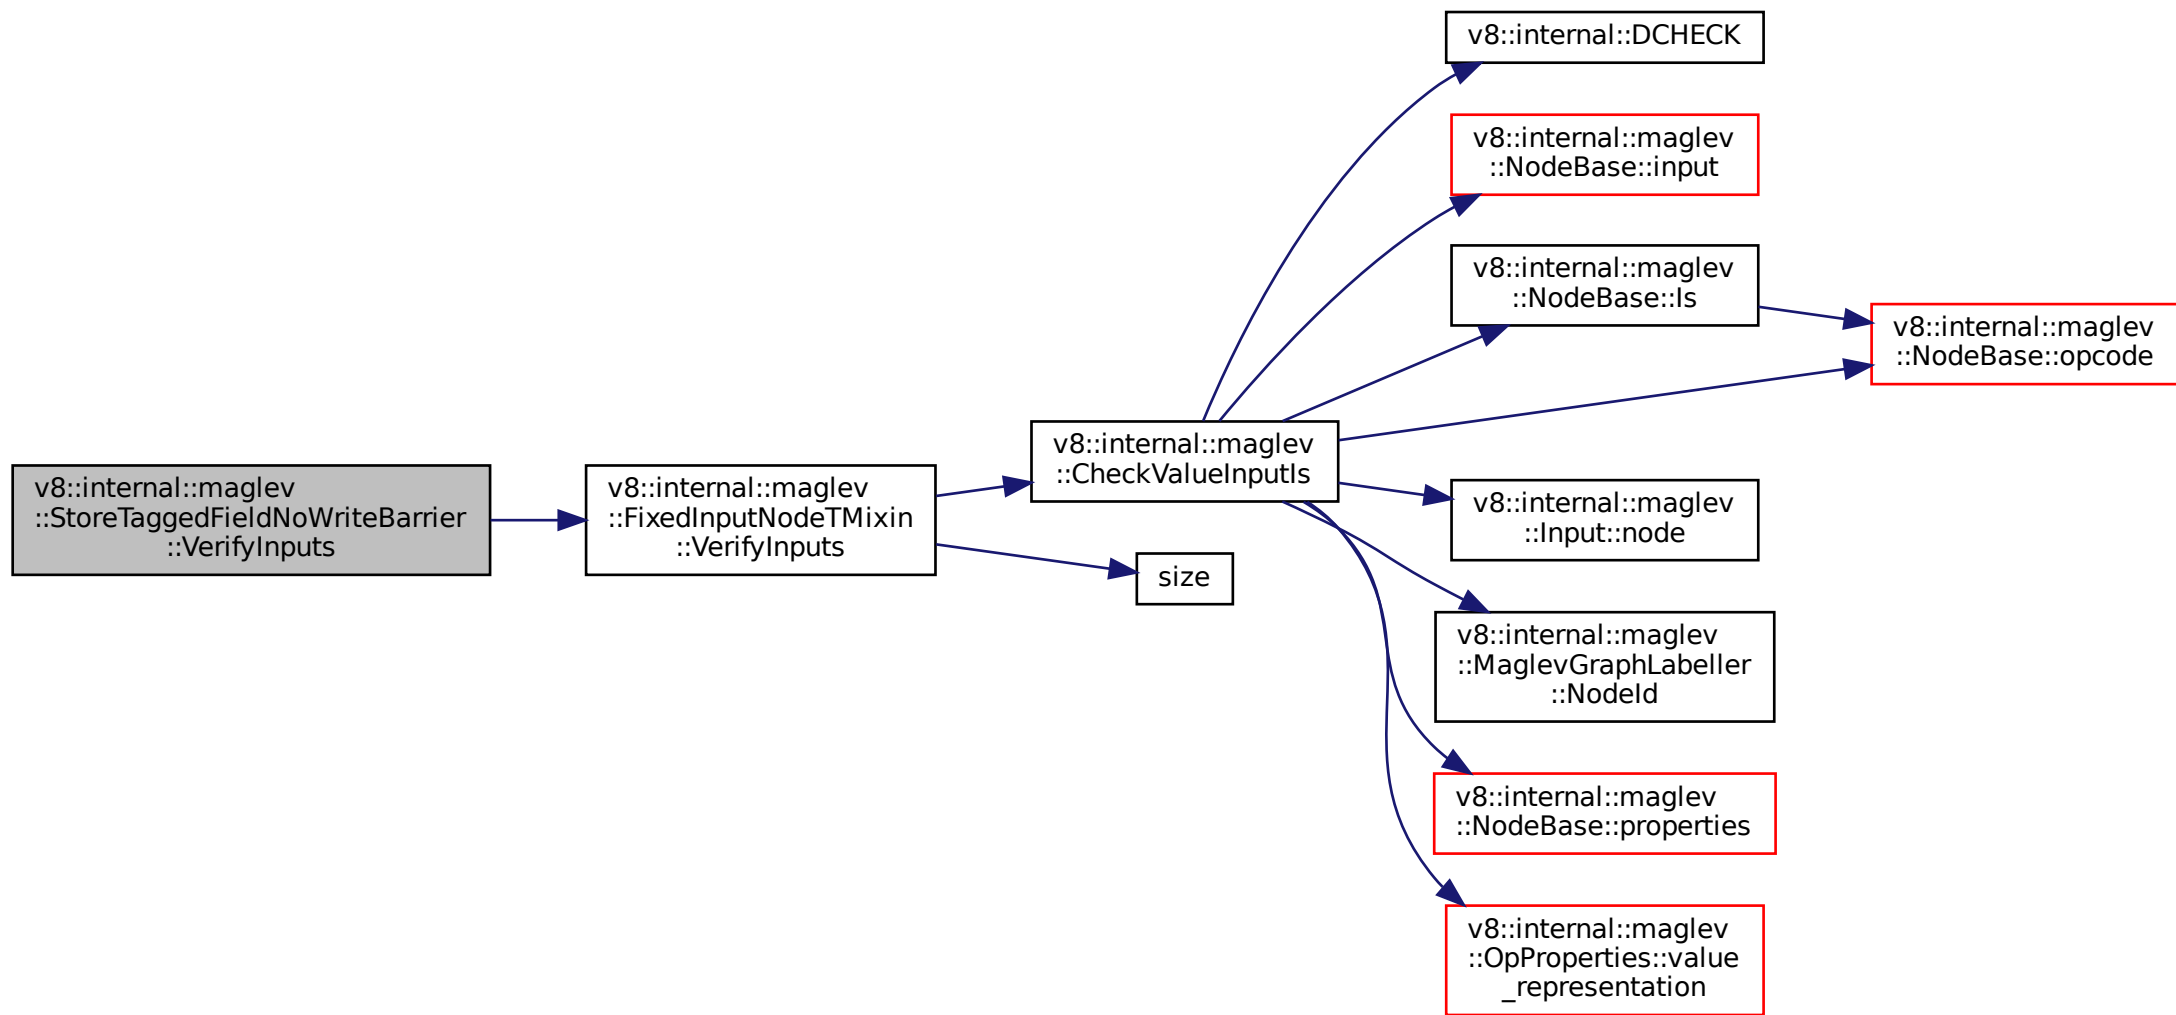 v8::internal::maglev
::StoreTaggedFieldNoWriteBarrier
::VerifyInputs
v8::internal::maglev
::FixedInputNodeTMixin
::VerifyInputs
v8::internal::maglev
::CheckValueInputIs
size
v8::internal::DCHECK
v8::internal::maglev
::NodeBase::input
v8::internal::maglev
::NodeBase::Is
v8::internal::maglev
::NodeBase::opcode
v8::internal::maglev
::Input::node
v8::internal::maglev
::MaglevGraphLabeller
::NodeId
v8::internal::maglev
::NodeBase::properties
v8::internal::maglev
::OpProperties::value
_representation